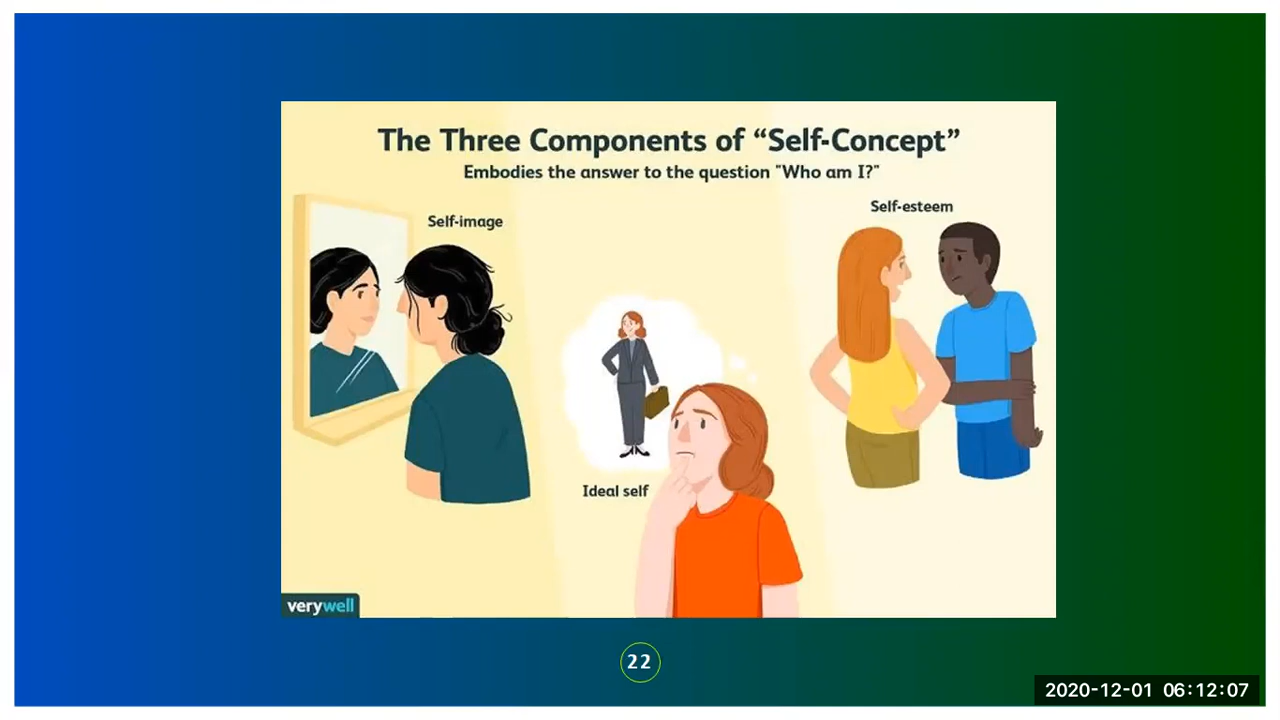 The Three Components of “Self-Concept”
Embodies the answer to the question "Who am I?"
Self-image
Self-esteem
Ideal self
verywell
22
2020-12-01 06:12:07